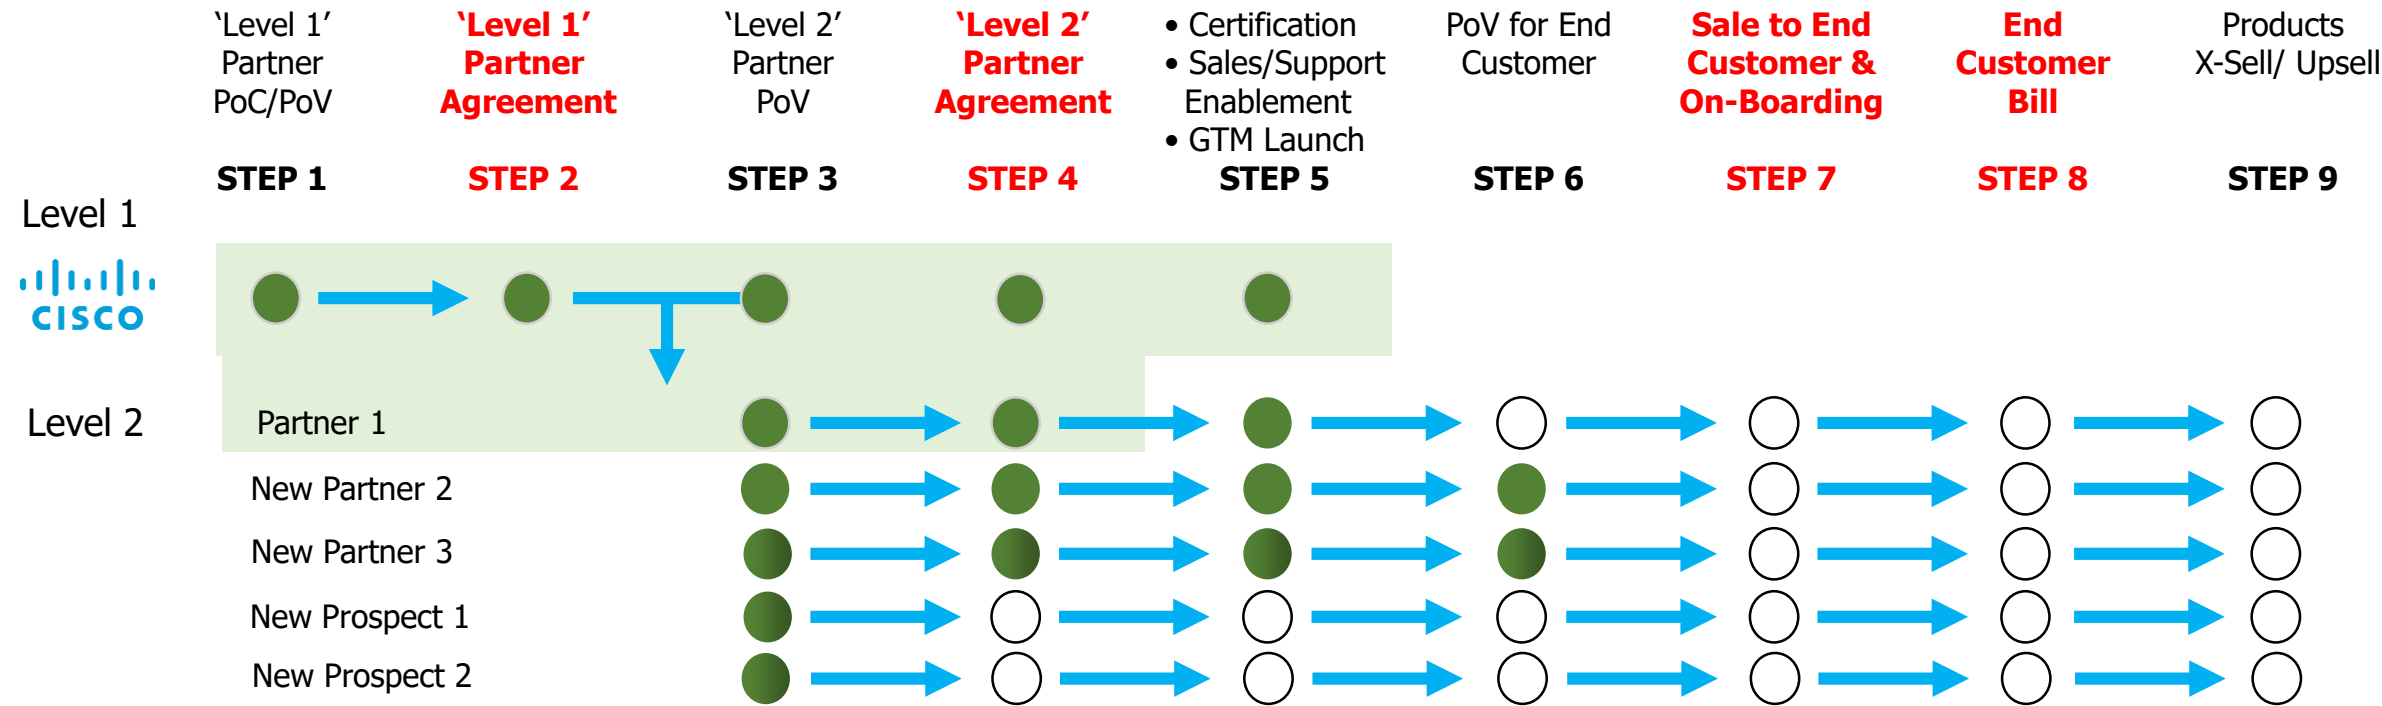 ‘Level 1’
Partner
PoC/PoV
‘Level 1’
Partner
Agreement
‘Level 2’
Partner
PoV
‘Level 2’
Partner
Agreement
• Certification
• Sales/Support
Enablement
• GTM Launch
PoV for End
Customer
Sale to End
Customer &
On-Boarding
End
Customer
Bill
Products
X-Sell/ Upsell
STEP 1
STEP 2
STEP 3
STEP 4
STEP 5
STEP 6
STEP 7
STEP 8
STEP 9
Level 1
CISCO
Level 2
Partner 1
New Partner 2
New Partner 3
New Prospect 1
New Prospect 2